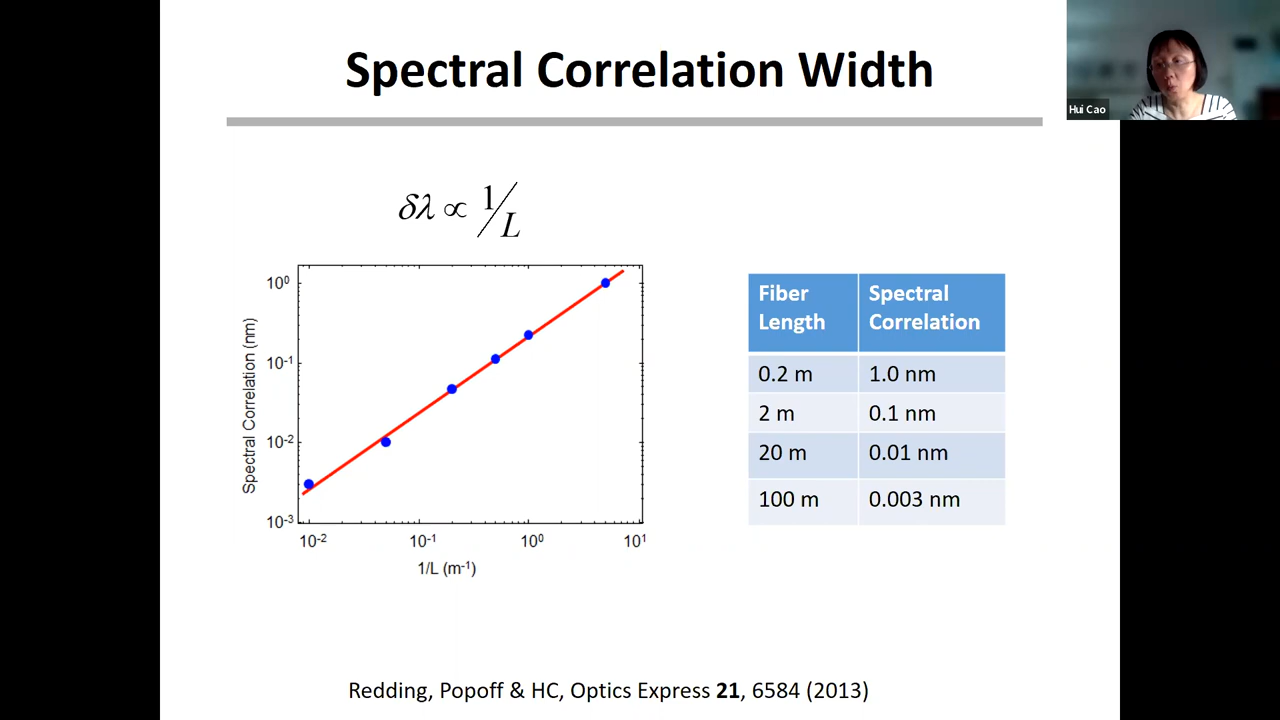 Spectral Correlation Width
Hui Cao
δλ ∝ 1/L
10⁰
10⁻¹
10⁻²
10⁻³
Spectral Correlation (nm)
10⁻² 10⁻¹ 10⁰ 10¹
1/L (m⁻¹)
Fiber Length Spectral Correlation
0.2 m 1.0 nm
2 m 0.1 nm
20 m 0.01 nm
100 m 0.003 nm
Redding, Popoff & HC, Optics Express 21, 6584 (2013)